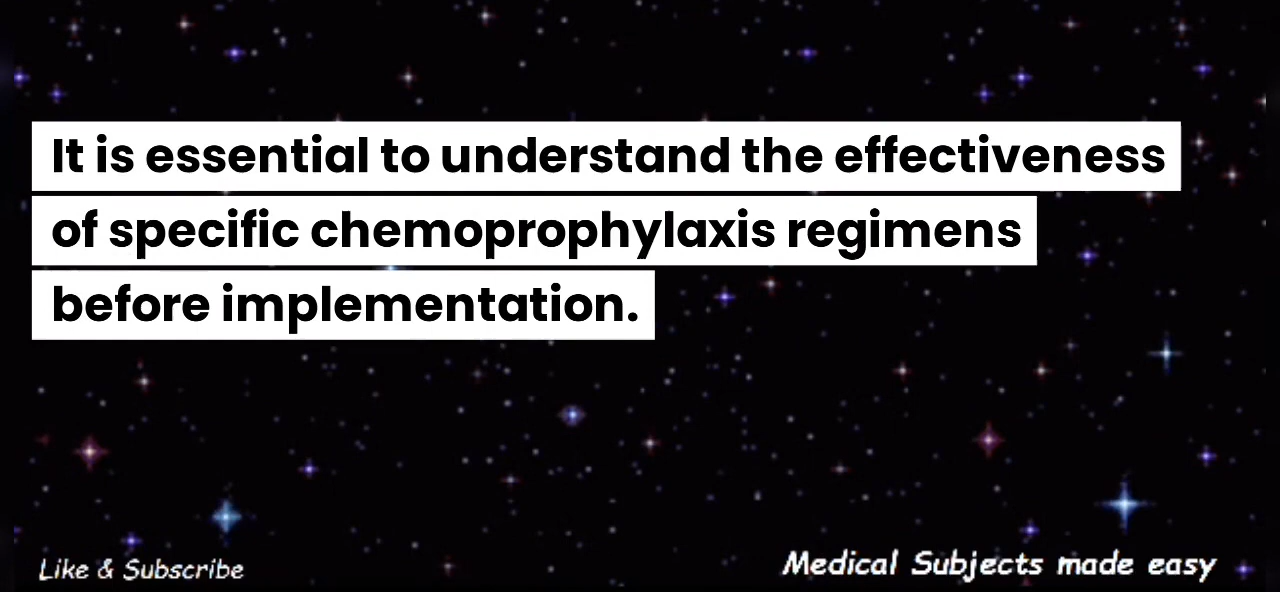 It is essential to understand the effectiveness
of specific chemoprophylaxis regimens
before implementation.
Like & Subscribe
Medical Subjects made easy